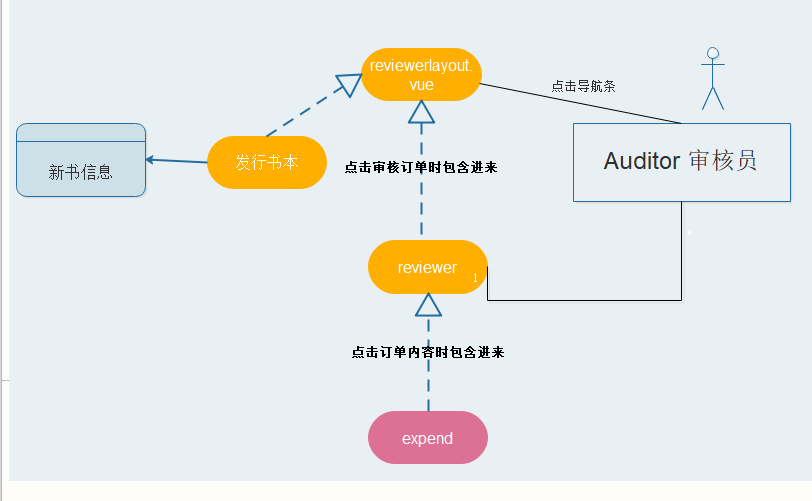 reviewerlayout.
vue
点击导航条
新书信息
发行书本
点击审核订单时包含进来
Auditor 审核员
*
reviewer
1
点击订单内容时包含进来
expend